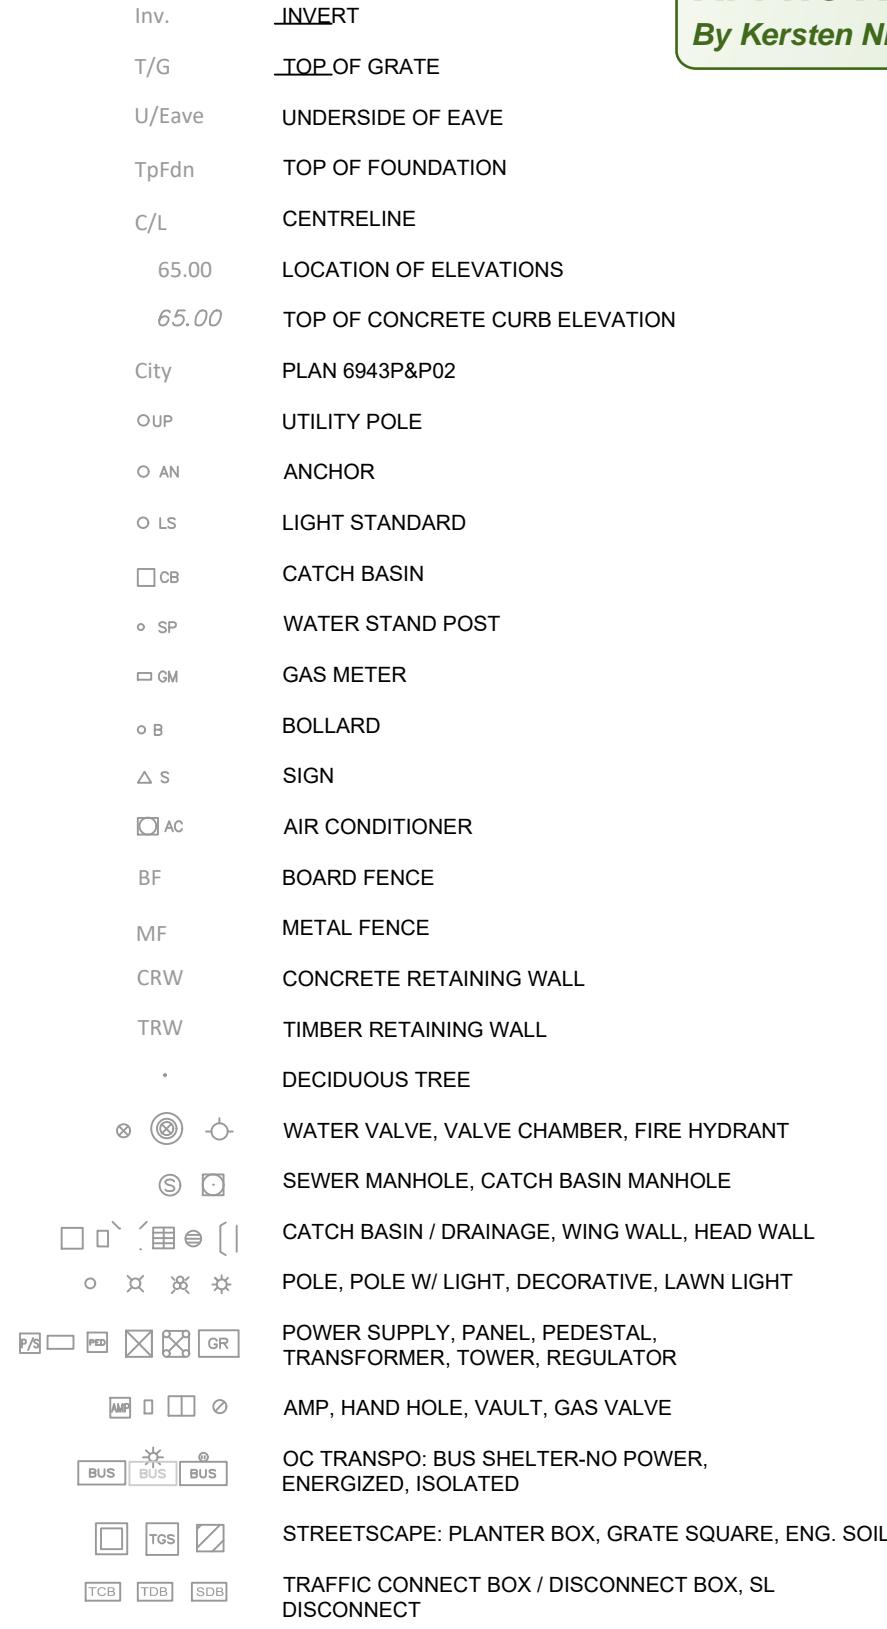 By Kersten
Inv. INVERT
T/G TOP OF GRATE
U/Eave UNDERSIDE OF EAVE
TpFdn TOP OF FOUNDATION
C/L CENTRELINE
65.00 LOCATION OF ELEVATIONS
65.00 TOP OF CONCRETE CURB ELEVATION
City PLAN 6943P&P02
UP UTILITY POLE
AN ANCHOR
LS LIGHT STANDARD
CB CATCH BASIN
SP WATER STAND POST
GM GAS METER
B BOLLARD
S SIGN
AC AIR CONDITIONER
BF BOARD FENCE
MF METAL FENCE
CRW CONCRETE RETAINING WALL
TRW TIMBER RETAINING WALL
DECIDUOUS TREE
WATER VALVE, VALVE CHAMBER, FIRE HYDRANT
S SEWER MANHOLE, CATCH BASIN MANHOLE
CATCH BASIN / DRAINAGE, WING WALL, HEAD WALL
POLE, POLE W/ LIGHT, DECORATIVE, LAWN LIGHT
P/S PED GR POWER SUPPLY, PANEL, PEDESTAL,
TRANSFORMER, TOWER, REGULATOR
AMP AMP, HAND HOLE, VAULT, GAS VALVE
BUS BUS BUS OC TRANSPO: BUS SHELTER-NO POWER,
ENERGIZED, ISOLATED
TGS STREETSCAPE: PLANTER BOX, GRATE SQUARE, ENG. SOIL
TCB TDB SDB TRAFFIC CONNECT BOX / DISCONNECT BOX, SL
DISCONNECT